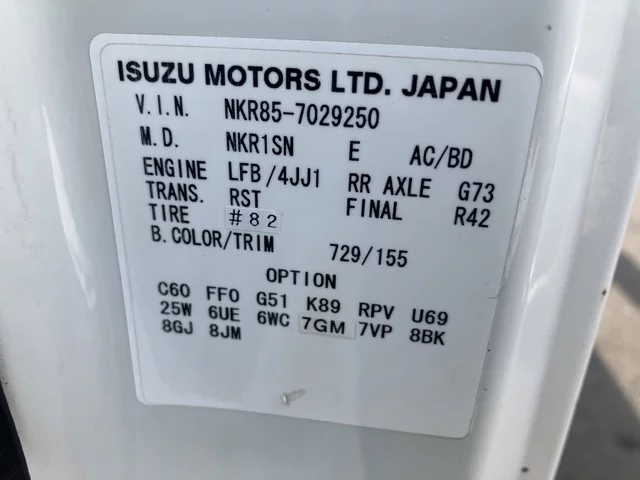 ISUZU MOTORS LTD. JAPAN
V.I.N. NKR85-7029250
M.D. NKR1SN E AC/BD
ENGINE LFB/4JJ1 RR AXLE G73
TRANS. RST FINAL R42
TIRE #82
B.COLOR/TRIM 729/155
OPTION
C60 FF0 G51 K89 RPV U69
25W 6UE 6WC 7GM 7VP 8BK
8GJ 8JM